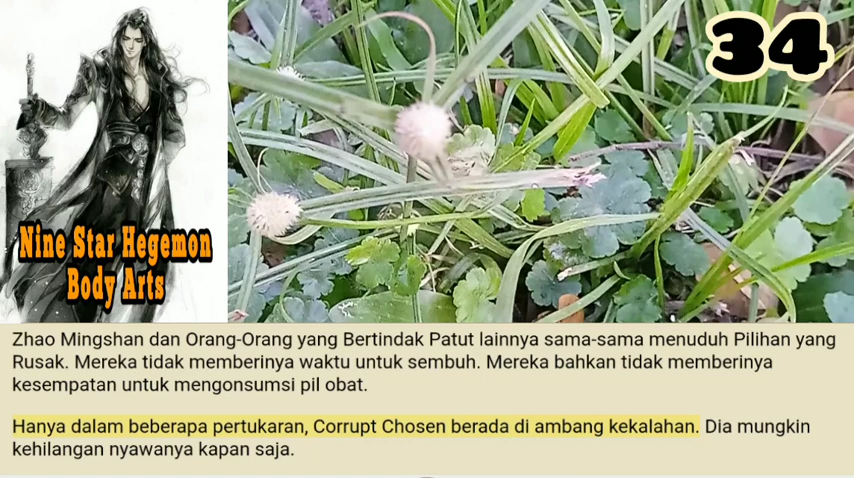 34
Nine Star Hegemon
Body Arts
Zhao Mingshan dan Orang-Orang yang Bertindak Patut lainnya sama-sama menuduh Pilihan yang
Rusak. Mereka tidak memberinya waktu untuk sembuh. Mereka bahkan tidak memberinya
kesempatan untuk mengonsumsi pil obat.
Hanya dalam beberapa pertukaran, Corrupt Chosen berada di ambang kekalahan. Dia mungkin
kehilangan nyawanya kapan saja.